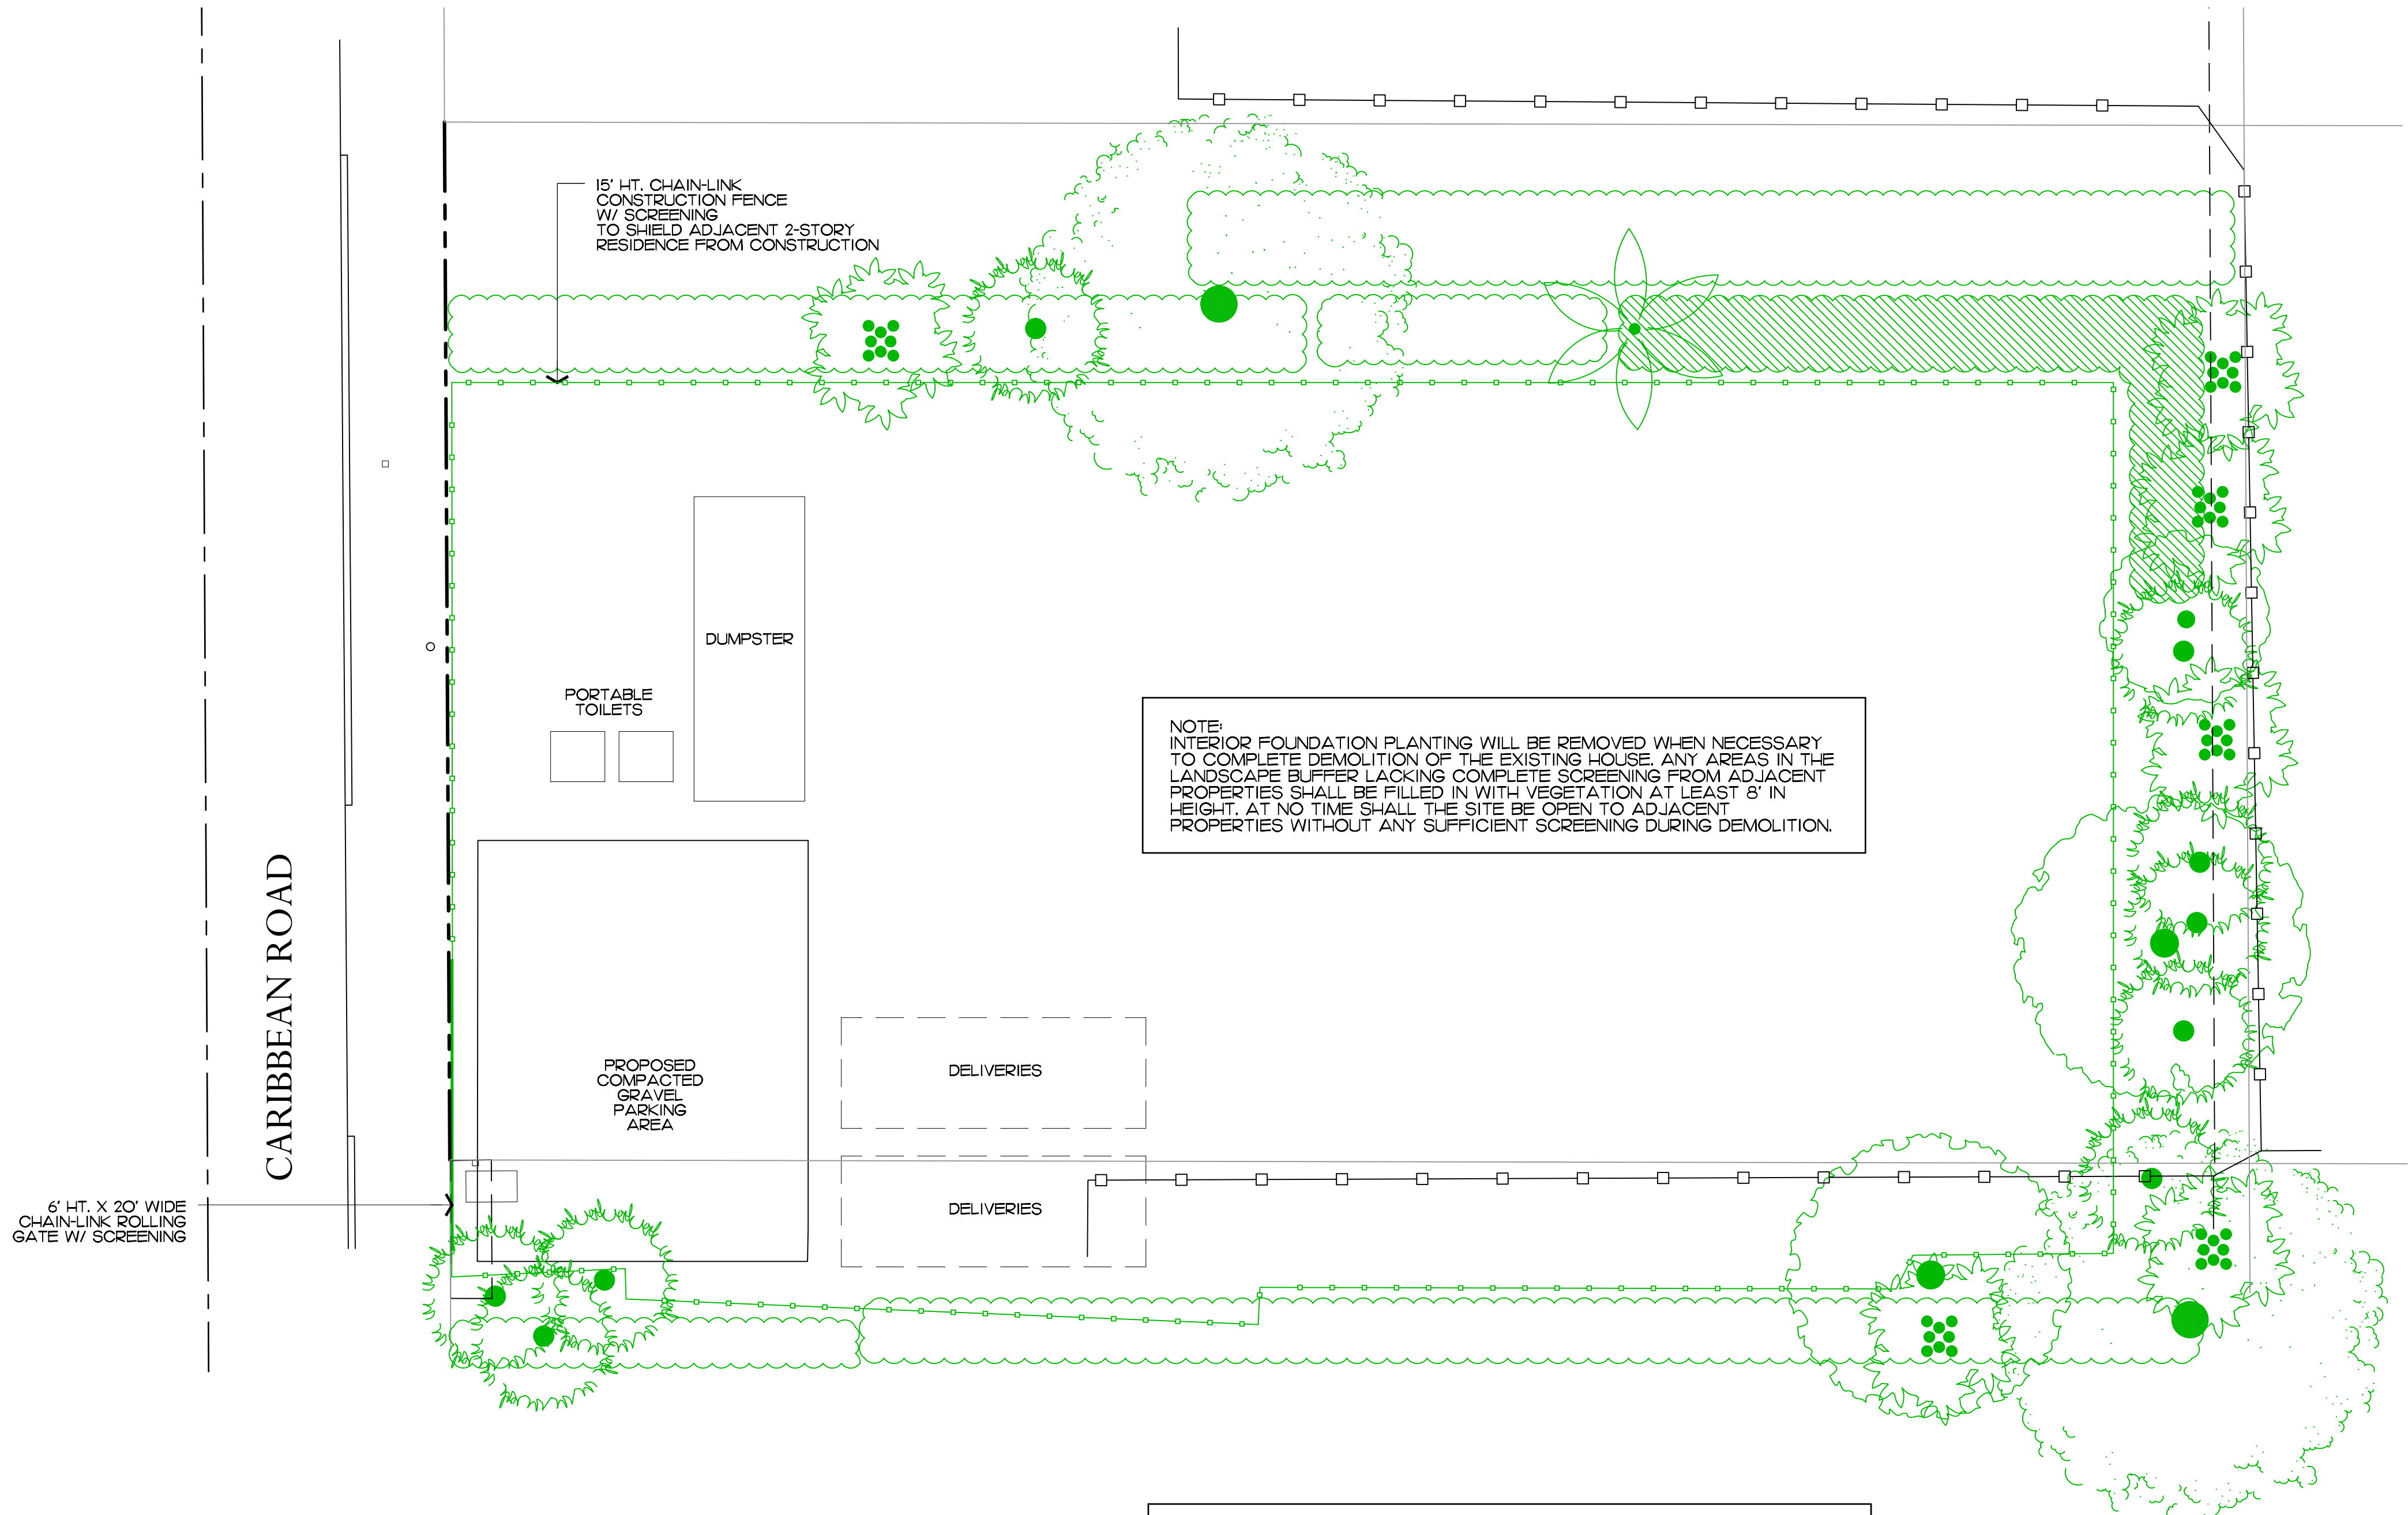 15' HT. CHAIN-LINK
CONSTRUCTION FENCE
W/ SCREENING
TO SHIELD ADJACENT 2-STORY
RESIDENCE FROM CONSTRUCTION
DUMPSTER
PORTABLE
TOILETS
NOTE:
INTERIOR FOUNDATION PLANTING WILL BE REMOVED WHEN NECESSARY
TO COMPLETE DEMOLITION OF THE EXISTING HOUSE. ANY AREAS IN THE
LANDSCAPE BUFFER LACKING COMPLETE SCREENING FROM ADJACENT
PROPERTIES SHALL BE FILLED IN WITH VEGETATION AT LEAST 8' IN
HEIGHT. AT NO TIME SHALL THE SITE BE OPEN TO ADJACENT
PROPERTIES WITHOUT ANY SUFFICIENT SCREENING DURING DEMOLITION.
CARIBBEAN ROAD
PROPOSED
COMPACTED
GRAVEL
PARKING
AREA
DELIVERIES
DELIVERIES
6' HT. X 20' WIDE
CHAIN-LINK ROLLING
GATE W/ SCREENING